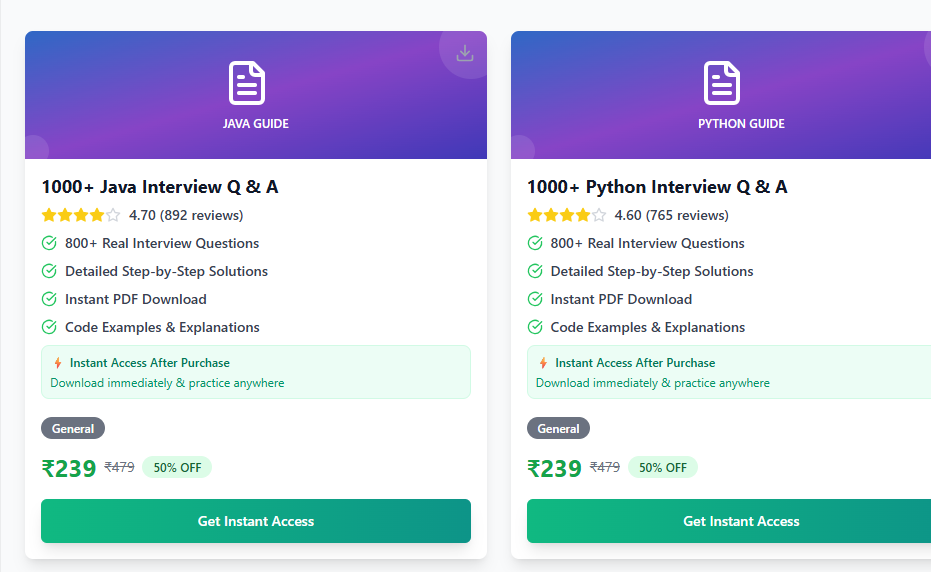 JAVA GUIDE
1000+ Java Interview Q & A
4.70 (892 reviews)
800+ Real Interview Questions
Detailed Step-by-Step Solutions
Instant PDF Download
Code Examples & Explanations
Instant Access After Purchase
Download immediately & practice anywhere
General
₹239 ₹479 50% OFF
Get Instant Access
PYTHON GUIDE
1000+ Python Interview Q & A
4.60 (765 reviews)
800+ Real Interview Questions
Detailed Step-by-Step Solutions
Instant PDF Download
Code Examples & Explanations
Instant Access After Purchase
Download immediately & practice anywhere
General
₹239 ₹479 50% OFF
Get Instant Access